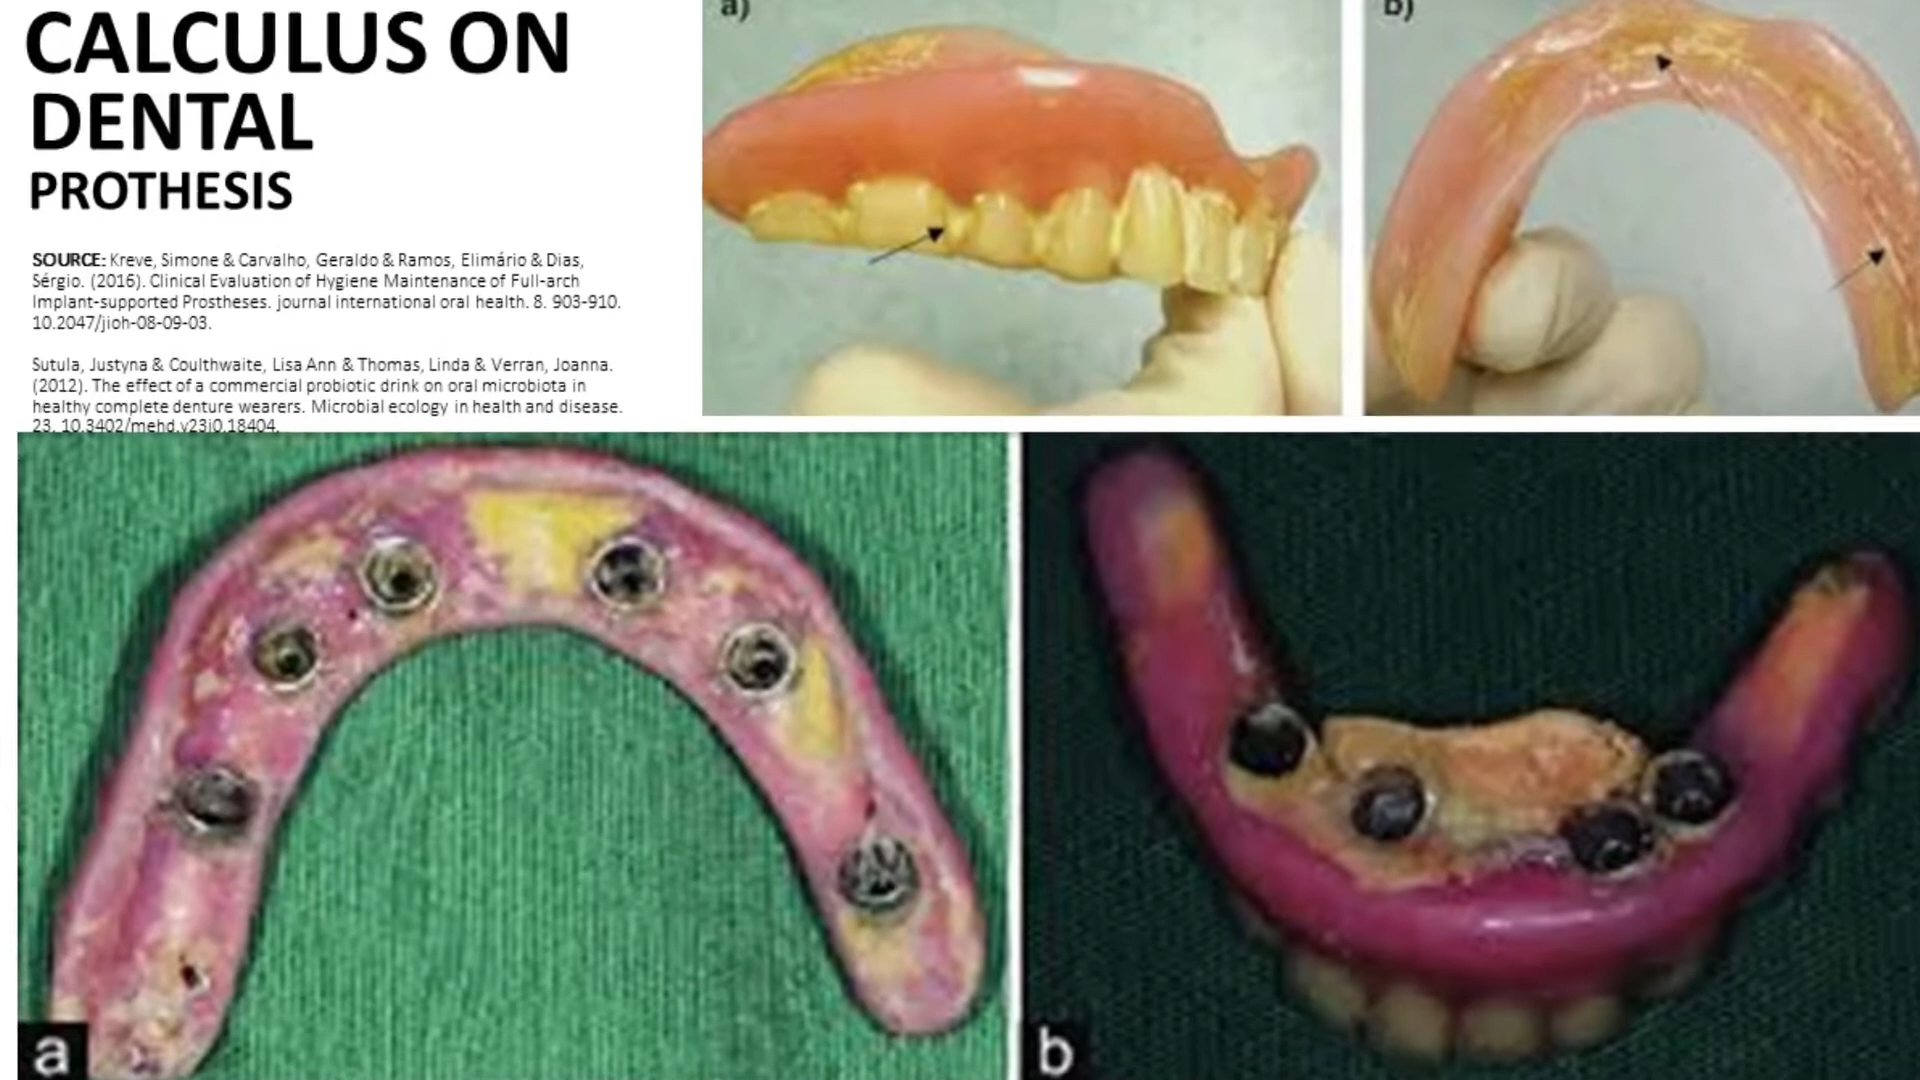 CALCULUS ON
DENTAL
PROTHESIS
SOURCE: Kreve, Simone & Carvalho, Geraldo & Ramos, Elimário & Dias,
Sérgio. (2016). Clinical Evaluation of Hygiene Maintenance of Full-arch
Implant-supported Prostheses. journal international oral health. 8. 903-910.
10.2047/jioh-08-09-03.
Sutula, Justyna & Coulthwaite, Lisa Ann & Thomas, Linda & Verran, Joanna.
(2012). The effect of a commercial probiotic drink on oral microbiota in
healthy complete denture wearers. Microbial ecology in health and disease.
23. 10.3402/mehd.v23i0.18404.
a)
b)
a
b